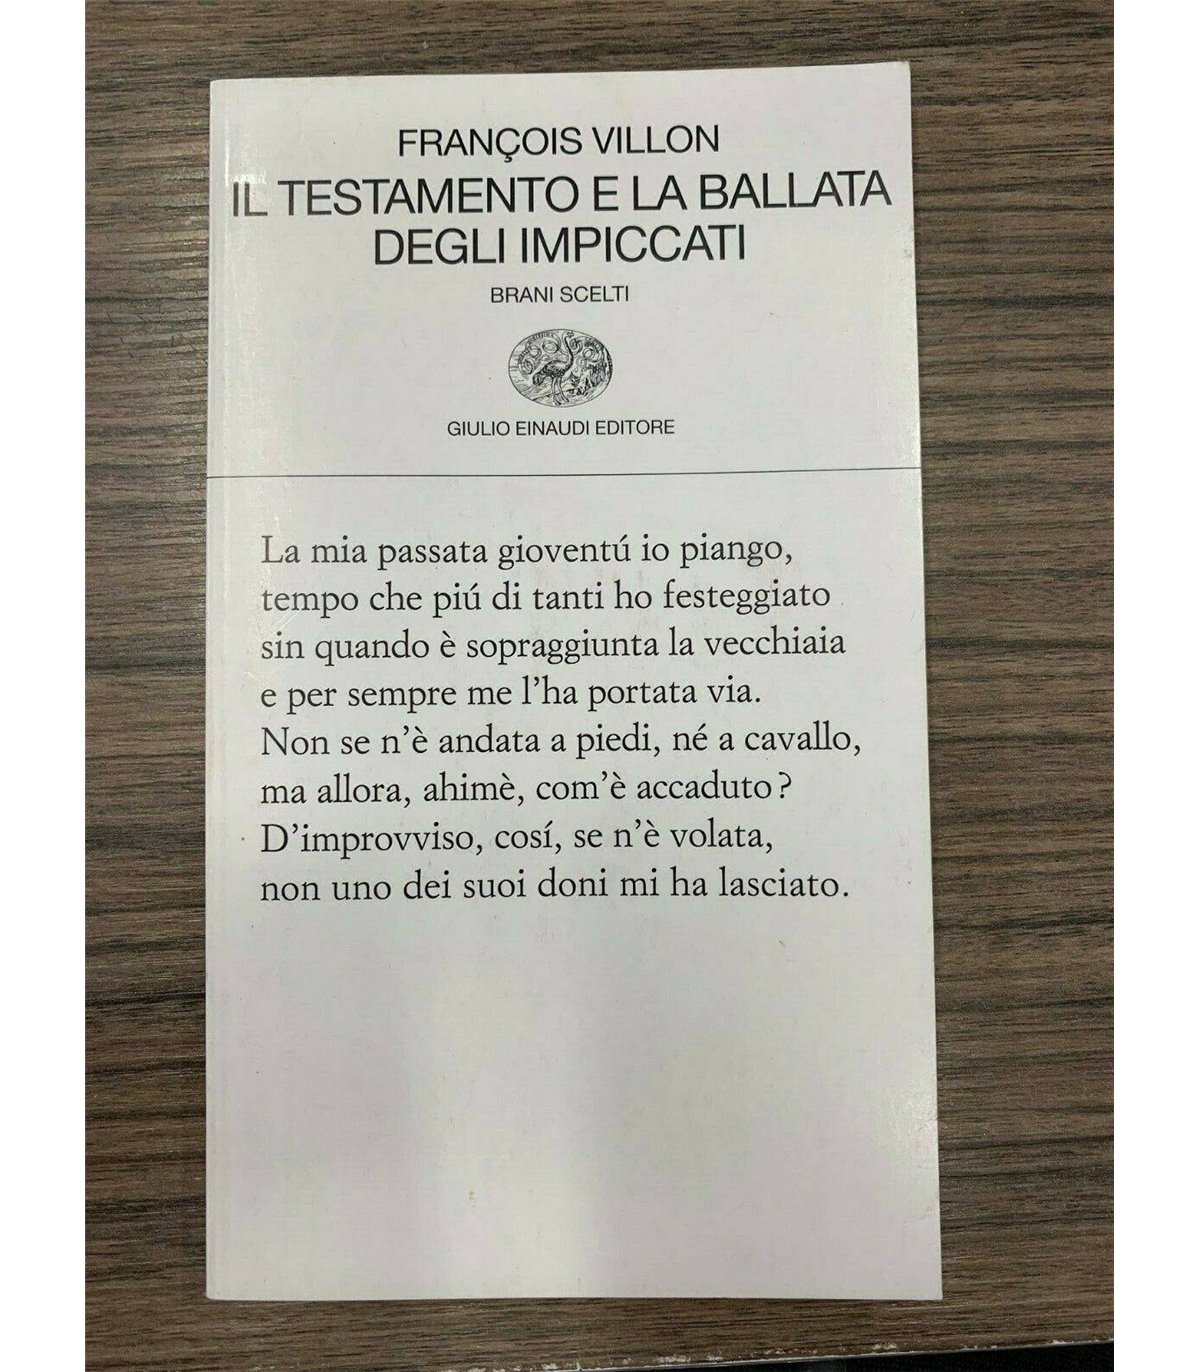 FRANÇOIS VILLON
IL TESTAMENTO E LA BALLATA
DEGLI IMPICCATI
BRANI SCELTI
GIULIO EINAUDI EDITORE
La mia passata gioventú io piango,
tempo che piú di tanti ho festeggiato
sin quando è sopraggiunta la vecchiaia
e per sempre me l'ha portata via.
Non se n'è andata a piedi, né a cavallo,
ma allora, ahimè, com'è accaduto?
D'improvviso, cosí, se n'è volata,
non uno dei suoi doni mi ha lasciato.